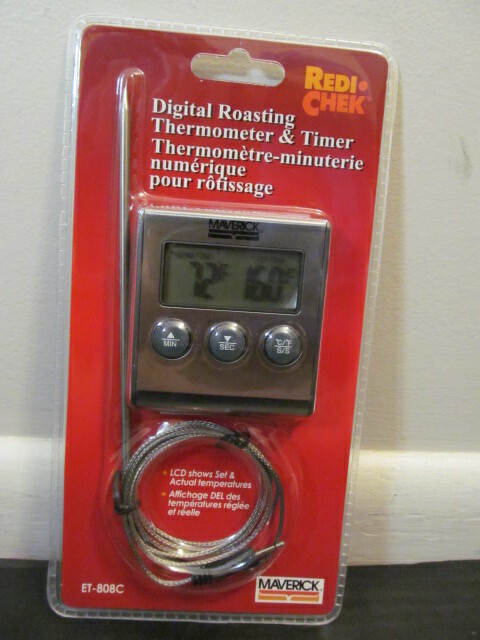 REDI
CHEK
Digital Roasting
Thermometer & Timer
Thermomètre-minuterie
numérique
pour rôtissage
MAVERICK
72°F 160°F
▲
MIN
▼
SEC
°C/°F
S/S
• LCD shows Set &
Actual temperatures
• Affichage DEL des
températures réglée
et réelle
ET-808C
MAVERICK